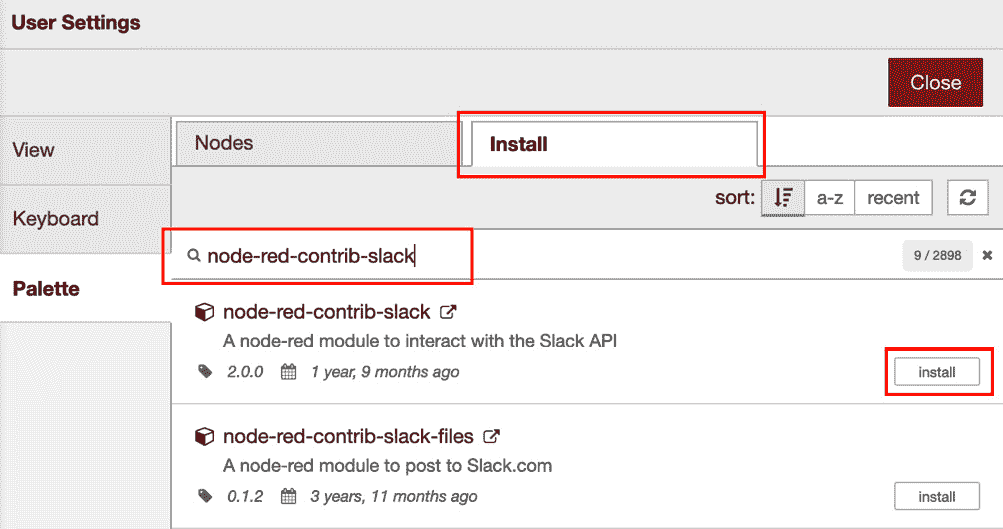 User Settings
Close
View
Keyboard
Palette
Nodes
Install
sort: a-z recent
node-red-contrib-slack 9 / 2898
node-red-contrib-slack
A node-red module to interact with the Slack API
2.0.0 1 year, 9 months ago install
node-red-contrib-slack-files
A node-red module to post to Slack.com
0.1.2 3 years, 11 months ago install